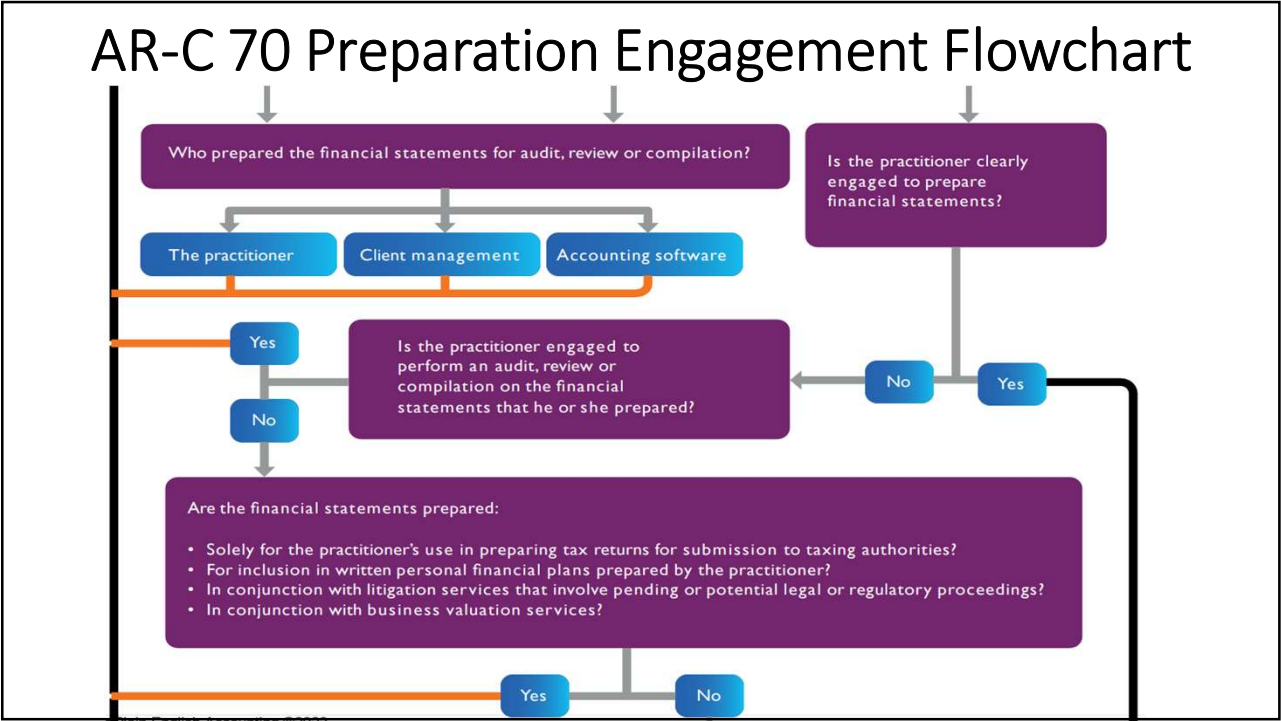 AR-C 70 Preparation Engagement Flowchart
Who prepared the financial statements for audit, review or compilation?
Is the practitioner clearly
engaged to prepare
financial statements?
The practitioner
Client management
Accounting software
Yes
Is the practitioner engaged to
perform an audit, review or
compilation on the financial
statements that he or she prepared?
No
Yes
No
Are the financial statements prepared:
• Solely for the practitioner's use in preparing tax returns for submission to taxing authorities?
• For inclusion in written personal financial plans prepared by the practitioner?
• In conjunction with litigation services that involve pending or potential legal or regulatory proceedings?
• In conjunction with business valuation services?
Yes
No
English Accounting